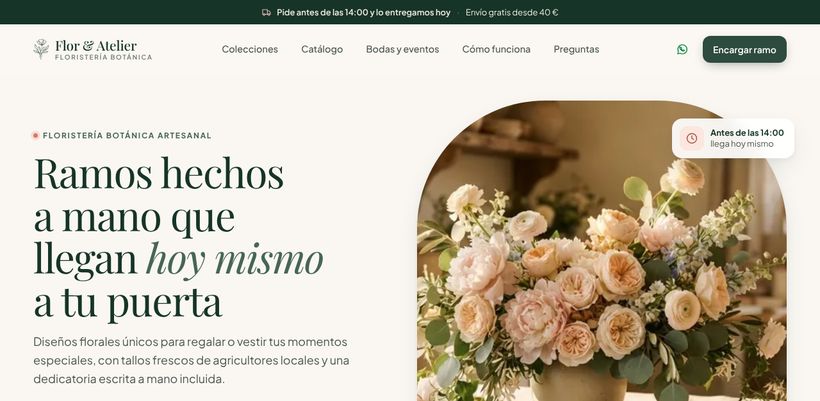 Pide antes de las 14:00 y lo entregamos hoy · Envío gratis desde 40 €
Flor & Atelier
FLORISTERÍA BOTÁNICA
Colecciones Catálogo Bodas y eventos Cómo funciona Preguntas Encargar ramo
FLORISTERÍA BOTÁNICA ARTESANAL
Ramos hechos
a mano que
llegan hoy mismo
a tu puerta
Diseños florales únicos para regalar o vestir tus momentos
especiales, con tallos frescos de agricultores locales y una
dedicatoria escrita a mano incluida.
Antes de las 14:00
llega hoy mismo